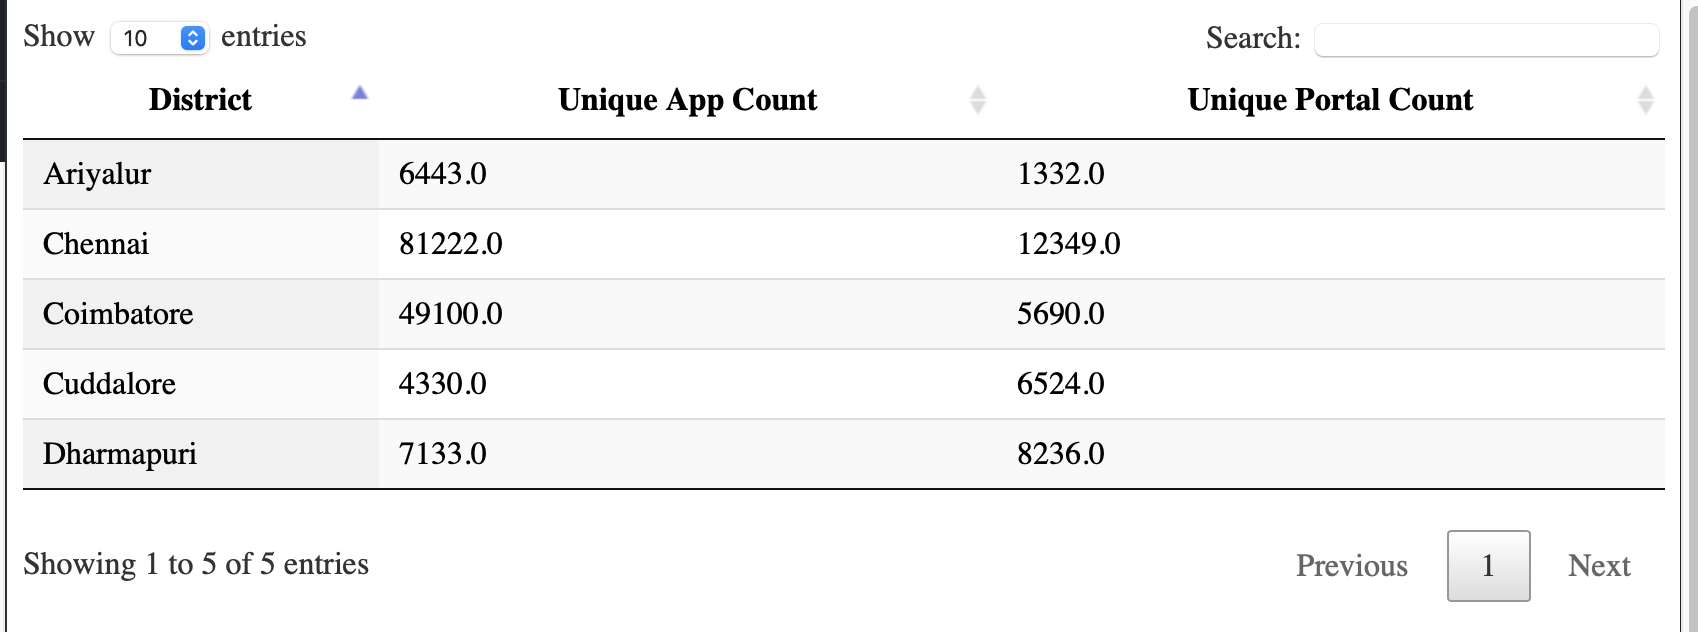 Show 10 entries Search:
District Unique App Count Unique Portal Count
Ariyalur 6443.0 1332.0
Chennai 81222.0 12349.0
Coimbatore 49100.0 5690.0
Cuddalore 4330.0 6524.0
Dharmapuri 7133.0 8236.0
Showing 1 to 5 of 5 entries Previous 1 Next